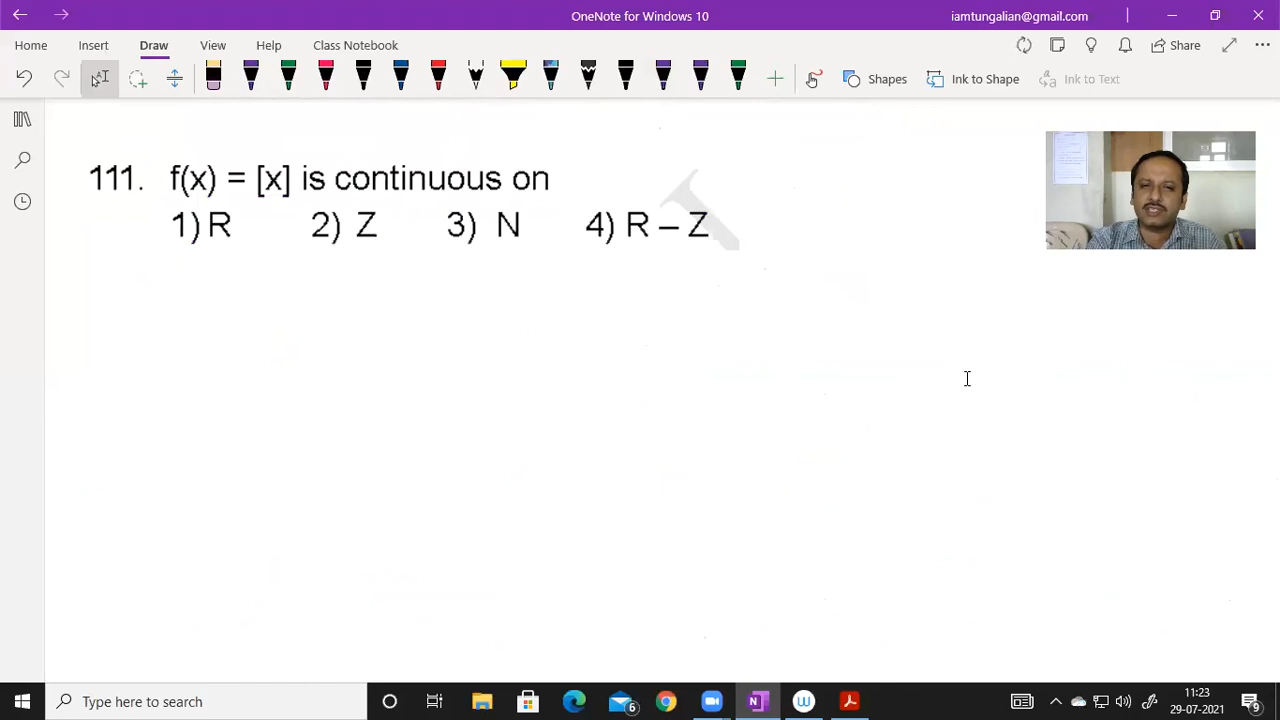 OneNote for Windows 10
iamtungalian@gmail.com
Home Insert Draw View Help Class Notebook
Share
Shapes Ink to Shape Ink to Text
111. f(x) = [x] is continuous on
1) R 2) Z 3) N 4) R – Z
Type here to search
6
11:23
29-07-2021
9